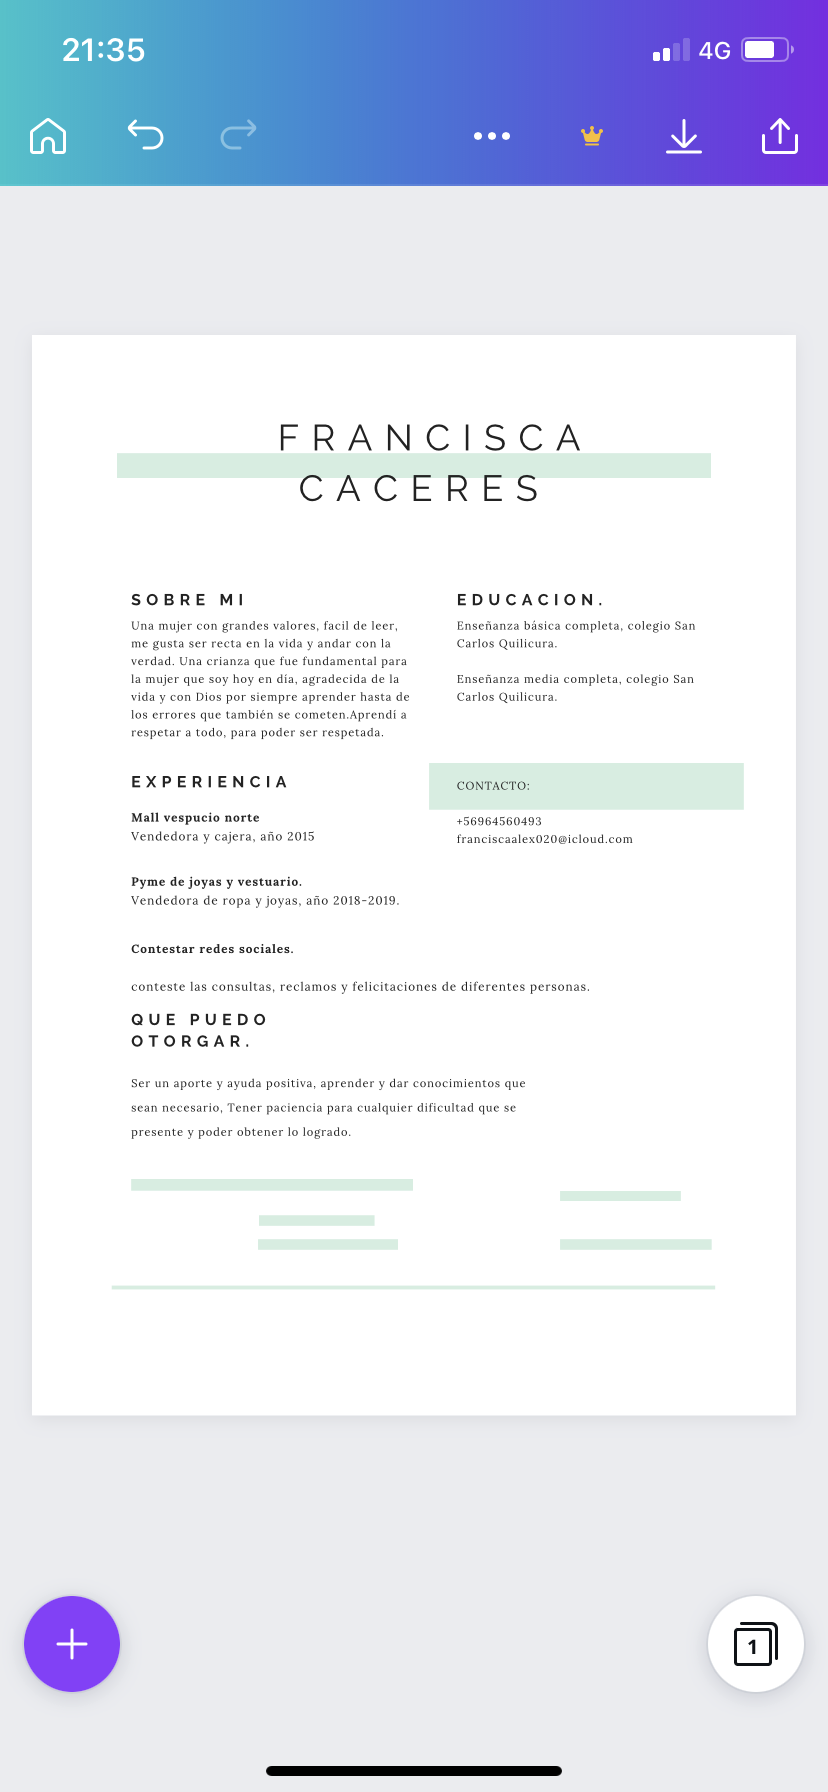 21:35
4G
FRANCISCA
CACERES
SOBRE MI
Una mujer con grandes valores, facil de leer,
me gusta ser recta en la vida y andar con la
verdad. Una crianza que fue fundamental para
la mujer que soy hoy en día, agradecida de la
vida y con Dios por siempre aprender hasta de
los errores que también se cometen.Aprendí a
respetar a todo, para poder ser respetada.
EDUCACION.
Enseñanza básica completa, colegio San
Carlos Quilicura.
Enseñanza media completa, colegio San
Carlos Quilicura.
EXPERIENCIA
Mall vespucio norte
Vendedora y cajera, año 2015
CONTACTO:
+56964560493
franciscaalex020@icloud.com
Pyme de joyas y vestuario.
Vendedora de ropa y joyas, año 2018-2019.
Contestar redes sociales.
conteste las consultas, reclamos y felicitaciones de diferentes personas.
QUE PUEDO
OTORGAR.
Ser un aporte y ayuda positiva, aprender y dar conocimientos que
sean necesario, Tener paciencia para cualquier dificultad que se
presente y poder obtener lo logrado.
1